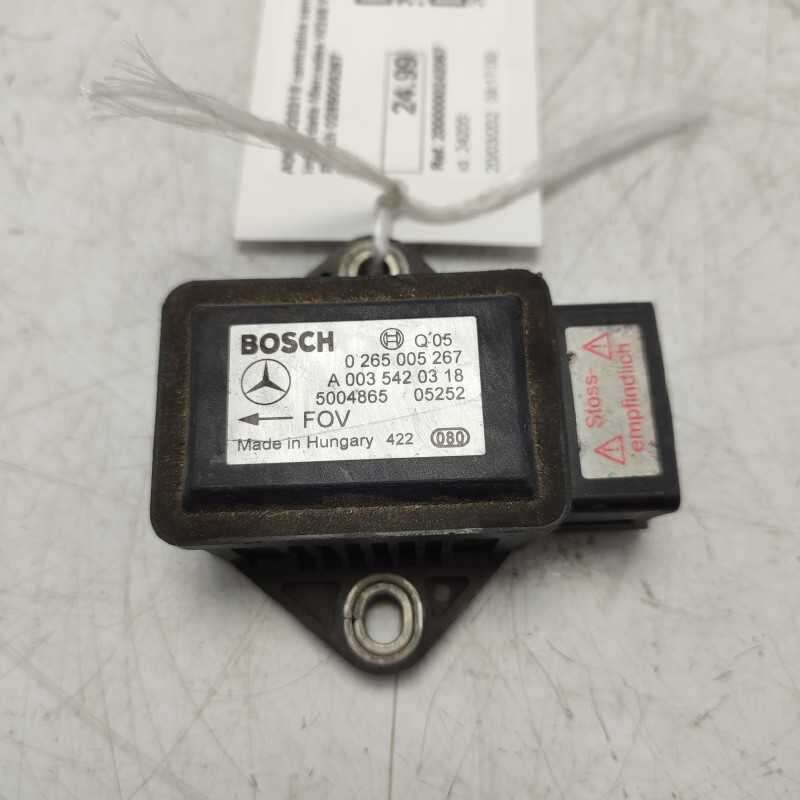 24.99
BOSCH Q'05
0 265 005 267
A 003 542 03 18
5004865 05252
FOV
Made in Hungary 422 080
Stoss-
empfindlich